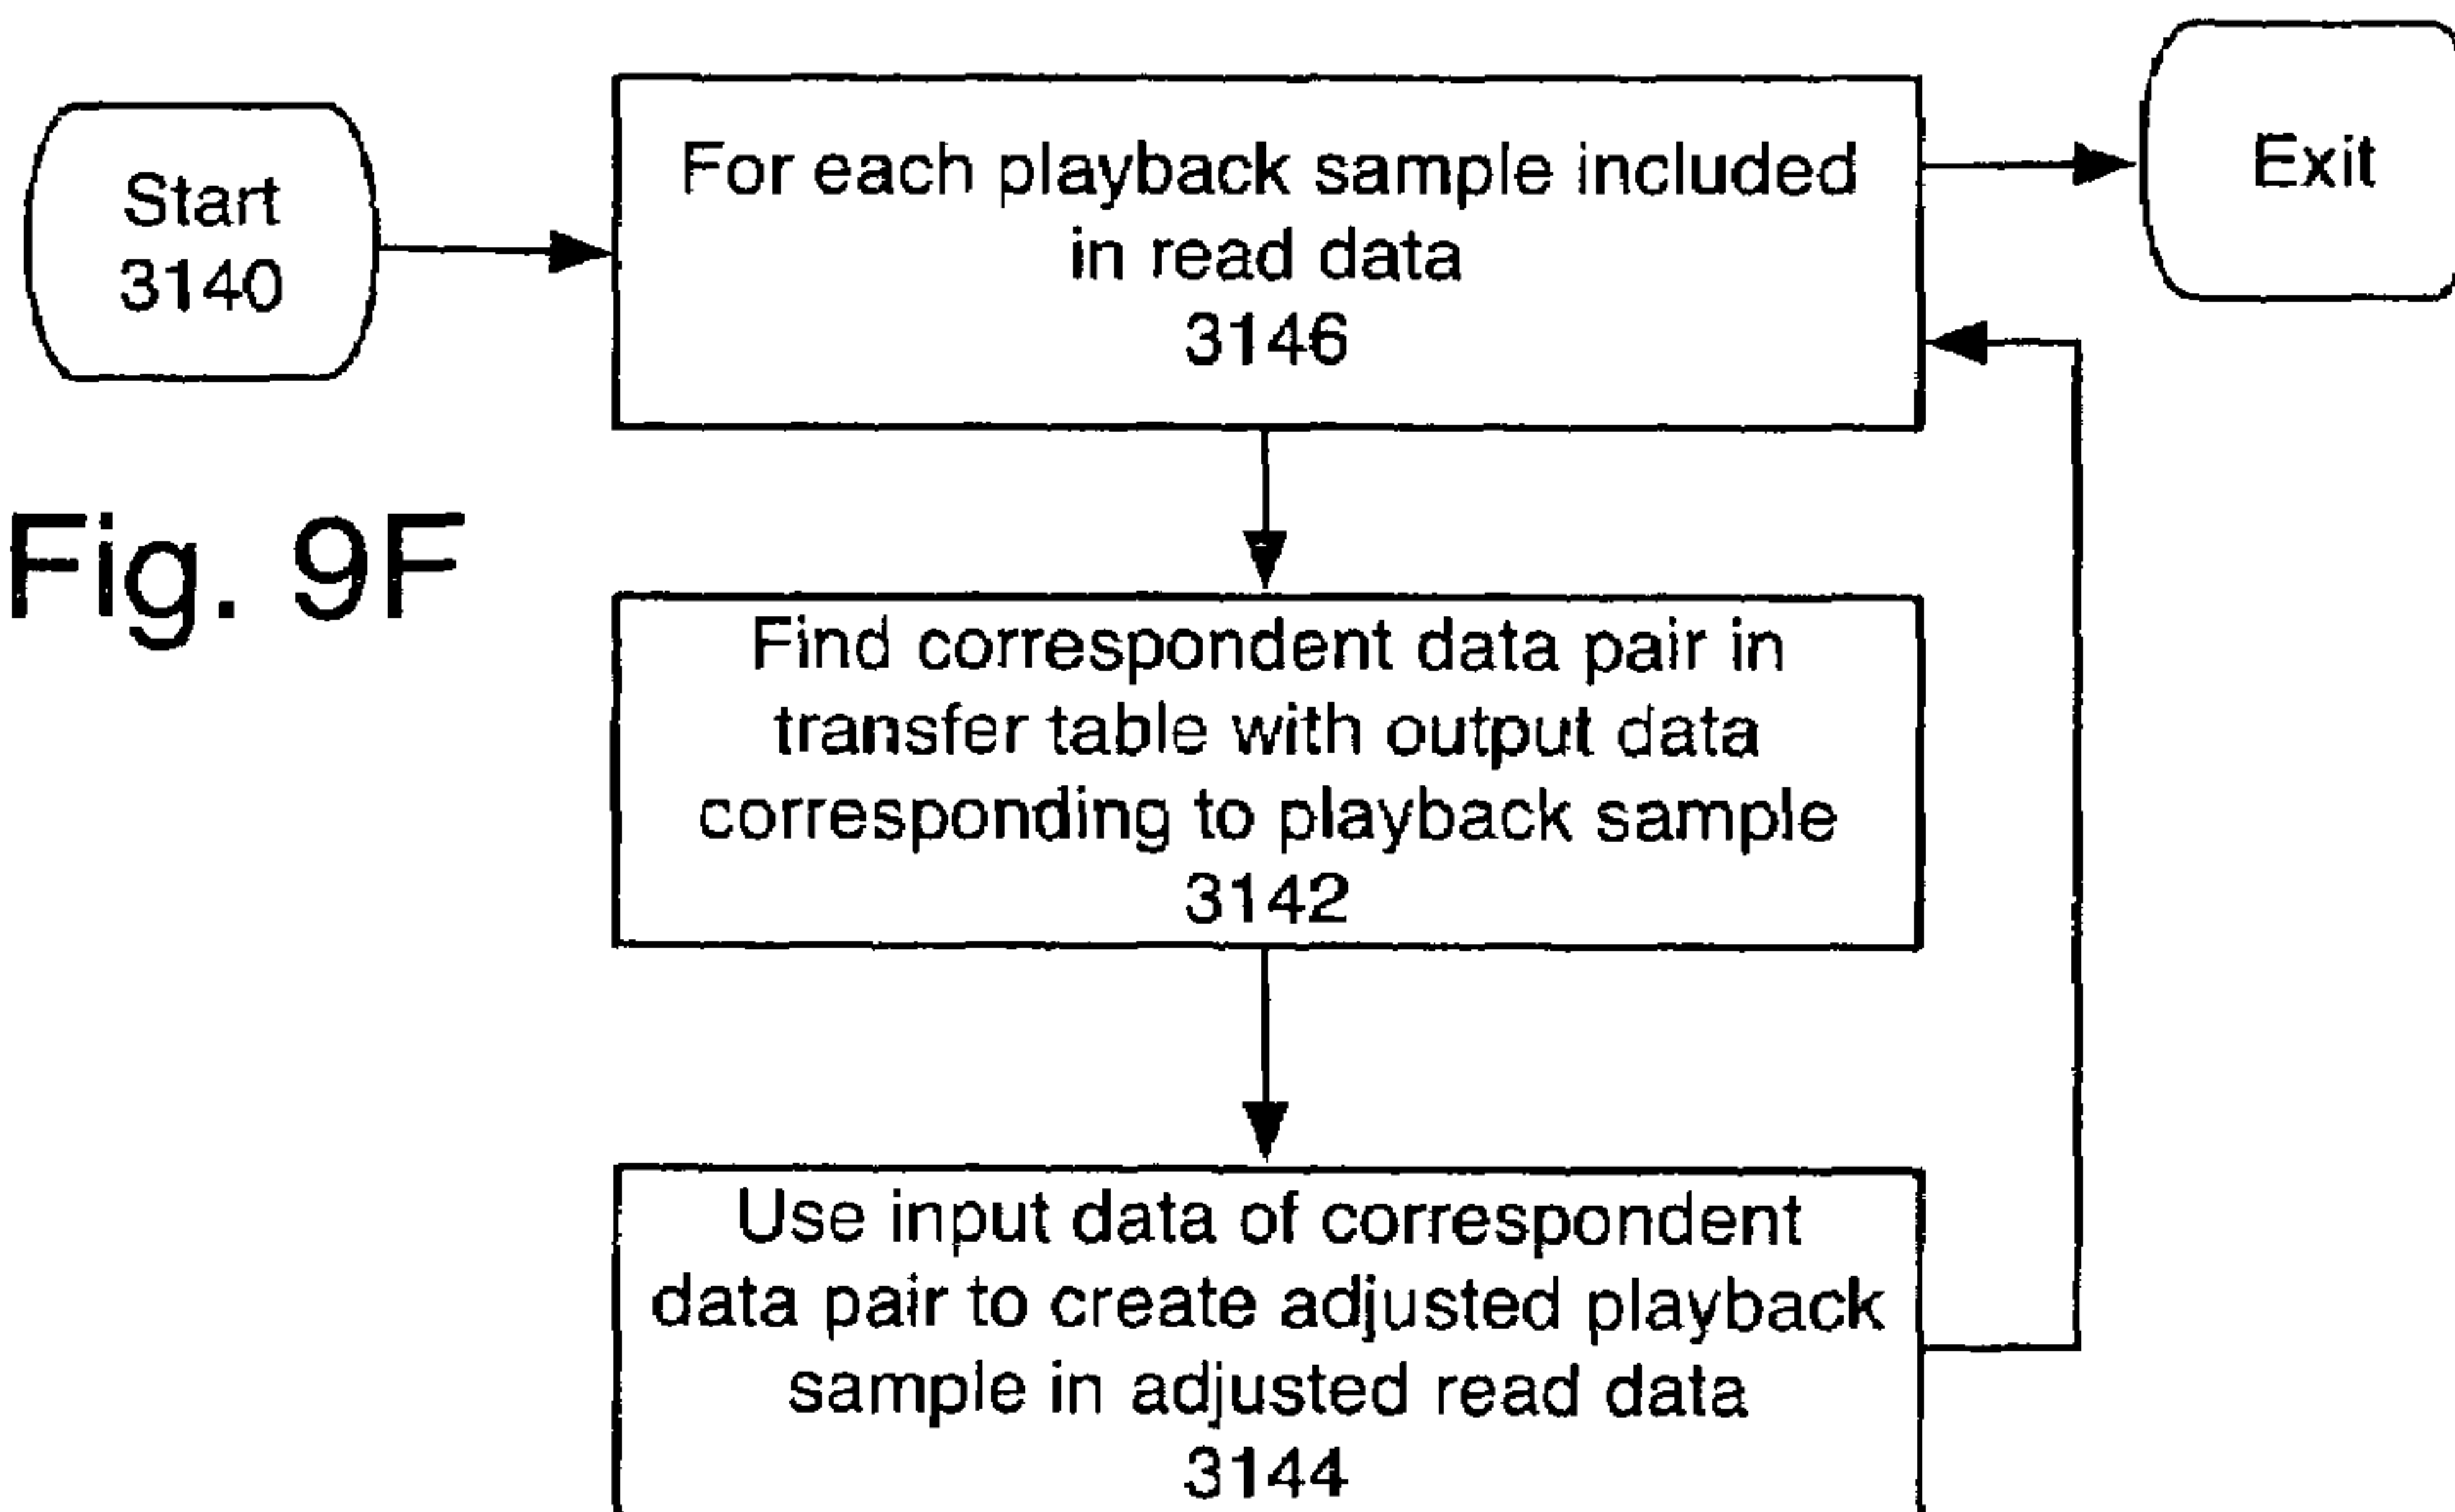 Start
3140
For each playback sample included
in read data
3146
Exit
Fig. 9F
Find correspondent data pair in
transfer table with output data
corresponding to playback sample
3142
Use input data of correspondent
data pair to create adjusted playback
sample in adjusted read data
3144